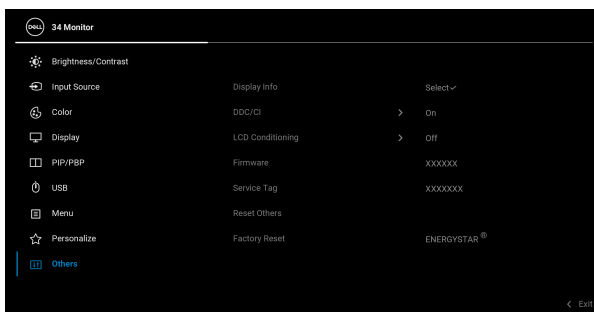 DELL 34 Monitor
Brightness/Contrast
Input Source Display Info Select✓
Color DDC/CI > On
Display LCD Conditioning > Off
PIP/PBP Firmware XXXXXX
USB Service Tag XXXXXXX
Menu Reset Others
Personalize Factory Reset ENERGYSTAR ®
Others
< Exit